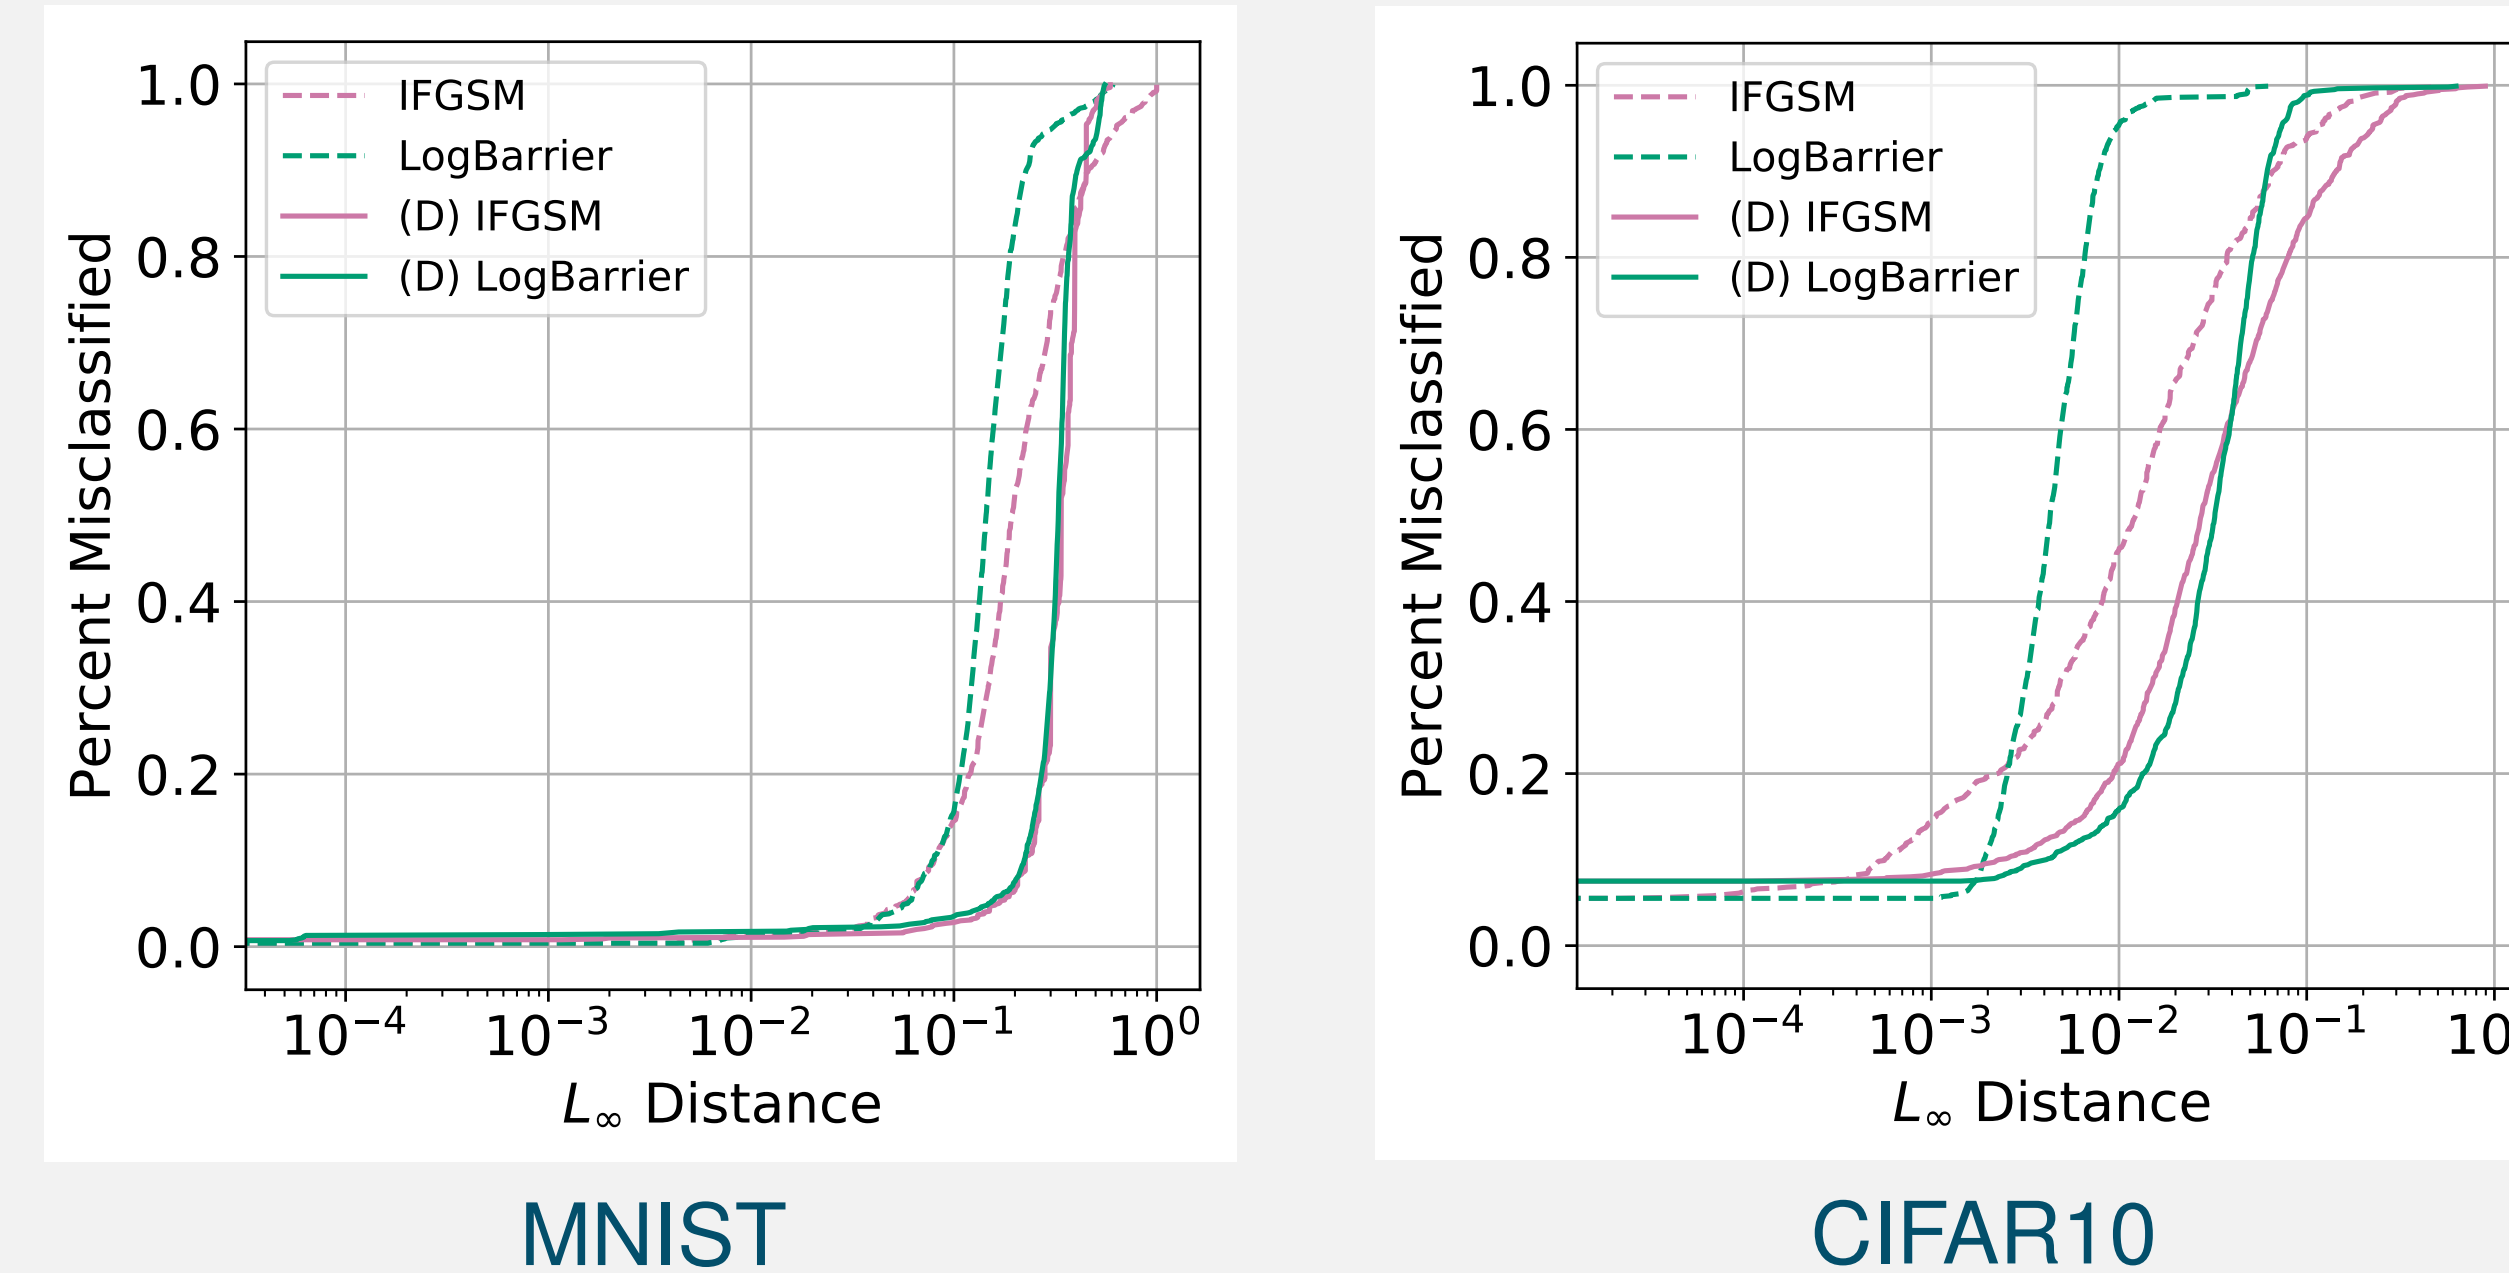 1.0
0.8
0.6
0.4
0.2
0.0
Percent Misclassified
IFGSM
LogBarrier
(D) IFGSM
(D) LogBarrier
10⁻⁴ 10⁻³ 10⁻² 10⁻¹ 10⁰
L∞ Distance
MNIST
1.0
0.8
0.6
0.4
0.2
0.0
Percent Misclassified
IFGSM
LogBarrier
(D) IFGSM
(D) LogBarrier
10⁻⁴ 10⁻³ 10⁻² 10⁻¹ 10
L∞ Distance
CIFAR10